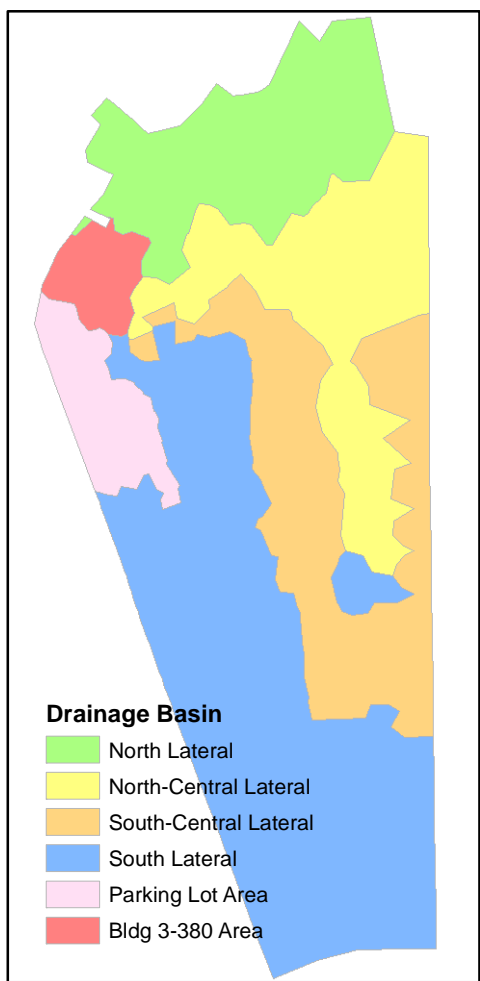 Drainage Basin
North Lateral
North-Central Lateral
South-Central Lateral
South Lateral
Parking Lot Area
Bldg 3-380 Area